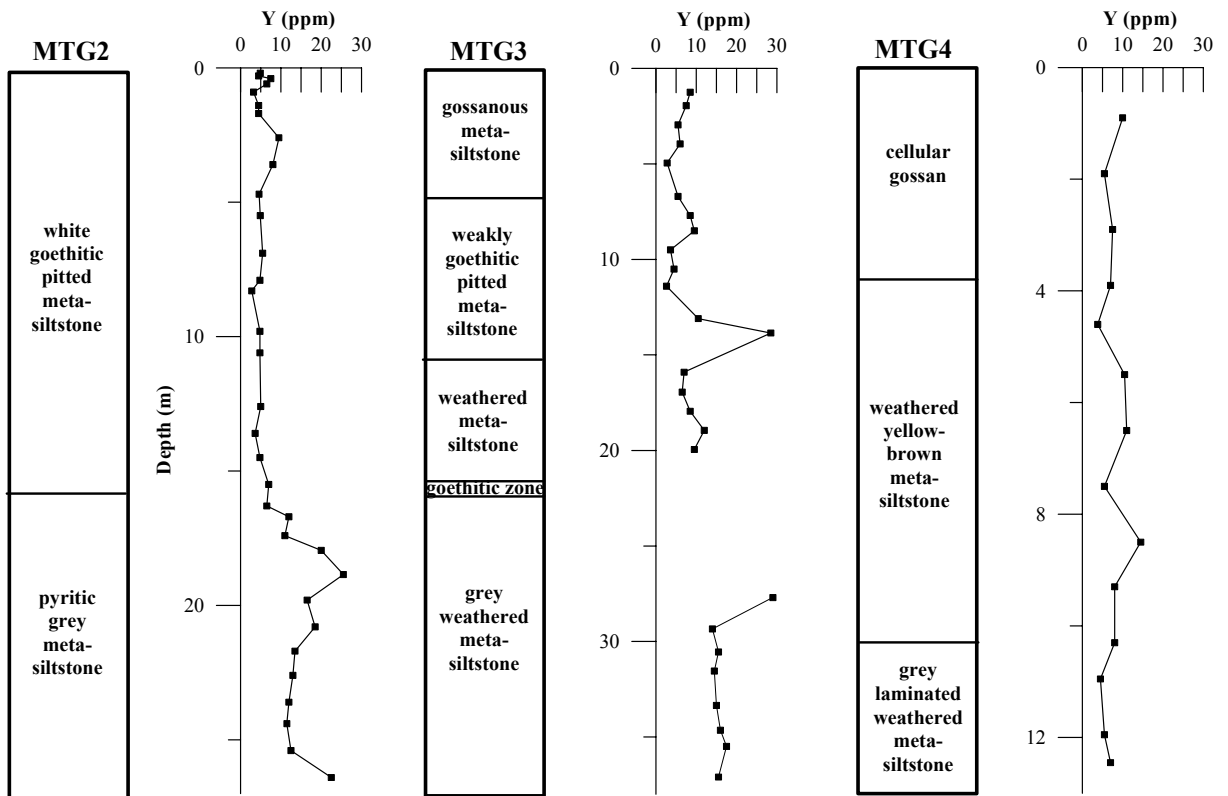 MTG2
Y (ppm)
0 10 20 30
white
goethitic
pitted
meta-
siltstone
pyritic
grey
meta-
siltstone
Depth (m)
0
10
20
MTG3
Y (ppm)
0 10 20 30
gossanous
meta-
siltstone
weakly
goethitic
pitted
meta-
siltstone
weathered
meta-
siltstone
goethitic zone
grey
weathered
meta-
siltstone
0
10
20
30
MTG4
Y (ppm)
0 10 20 30
cellular
gossan
weathered
yellow-
brown
meta-
siltstone
grey
laminated
weathered
meta-
siltstone
0
4
8
12